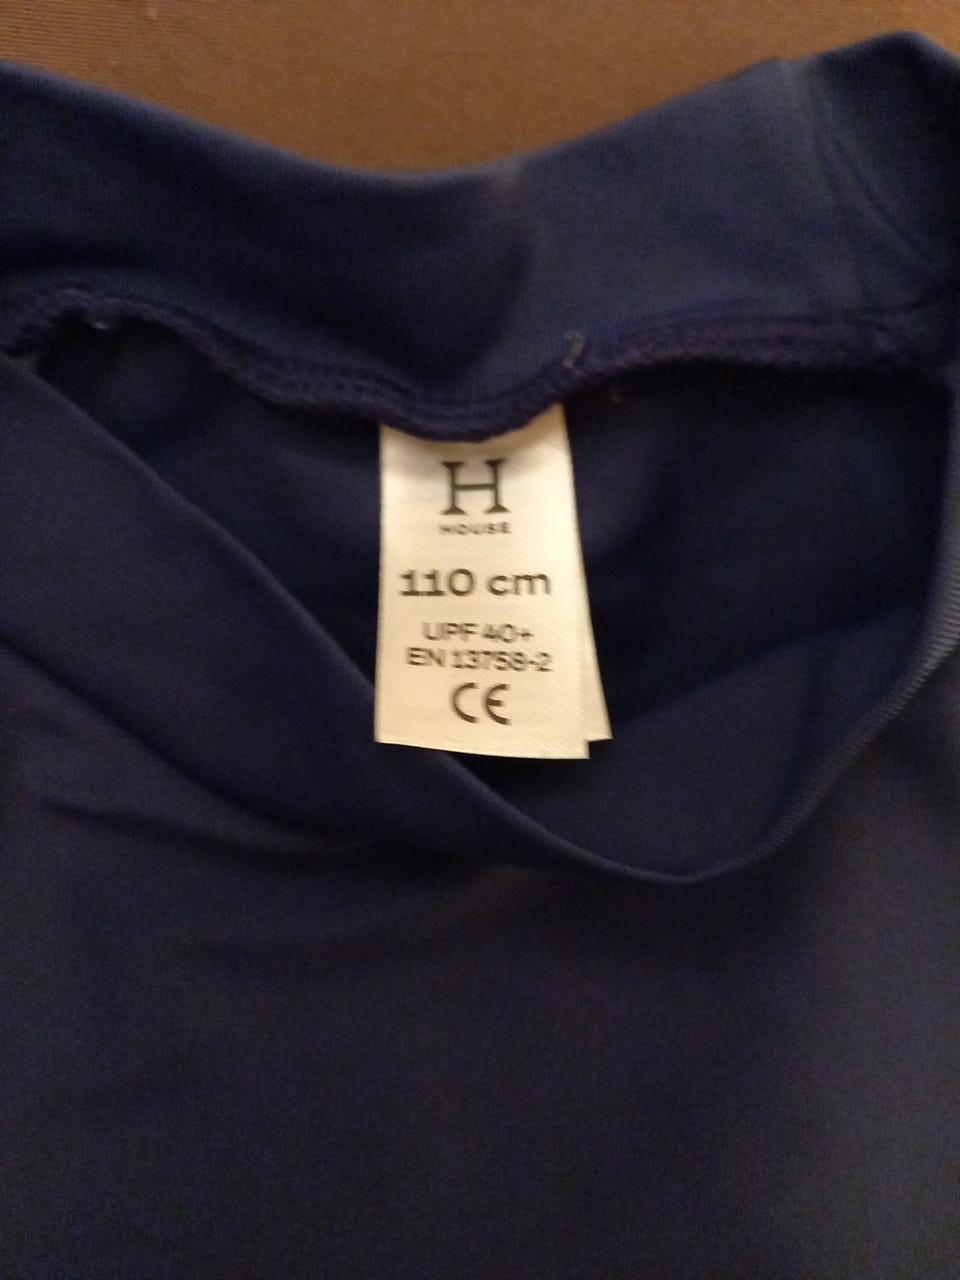 H
HOUSE
110 cm
UPF 40+
EN 13758-2
CE